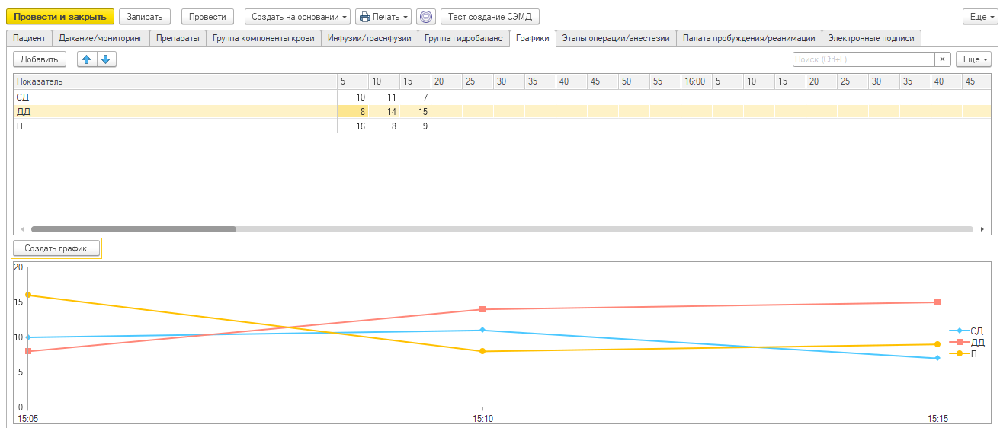 Провести и закрыть Записать Провести Создать на основании Печать Тест создание СЭМД Еще
Пациент Дыхание/мониторинг Препараты Группа компоненты крови Инфузии/траснфузии Группа гидробаланс Графики Этапы операции/анестезии Палата пробуждения/реанимации Электронные подписи
Добавить Поиск (Ctrl+F) × Еще
Показатель 5 10 15 20 25 30 35 40 45 50 55 16:00 5 10 15 20 25 30 35 40 45
СД 10 11 7
ДД 8 14 15
П 16 8 9
Создать график
20
15
10
5
0
15:05 15:10 15:15
СД
ДД
П